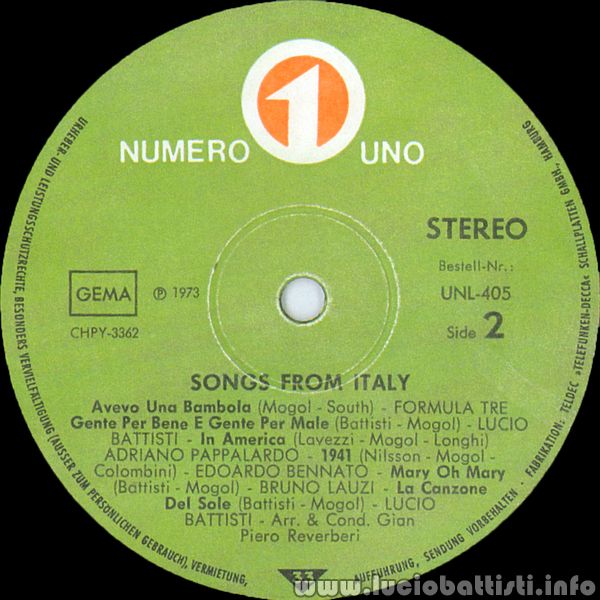 1
NUMERO UNO
STEREO
Bestell-Nr.:
GEMA ℗ 1973 UNL-405
CHPY-3362 Side 2
SONGS FROM ITALY
Avevo Una Bambola (Mogol - South) - FORMULA TRE
Gente Per Bene E Gente Per Male (Battisti - Mogol) - LUCIO
BATTISTI - In America (Lavezzi - Mogol - Longhi)
ADRIANO PAPPALARDO - 1941 (Nilsson - Mogol -
Colombini) - EDOARDO BENNATO - Mary Oh Mary
(Battisti - Mogol) - BRUNO LAUZI - La Canzone
Del Sole (Battisti - Mogol) - LUCIO
BATTISTI - Arr. & Cond. Gian
Piero Reverberi
33
URHEBER- UND LEISTUNGSSCHUTZRECHTE, BESONDERS VERVIELFÄLTIGUNG (AUSSER ZUM PERSÖNLICHEN GEBRAUCH), VERMIETUNG, AUFFÜHRUNG, SENDUNG VORBEHALTEN · FABRIKATION: TELDEC »TELEFUNKEN-DECCA« SCHALLPLATTEN GMBH, HAMBURG
www.luciobattisti.info